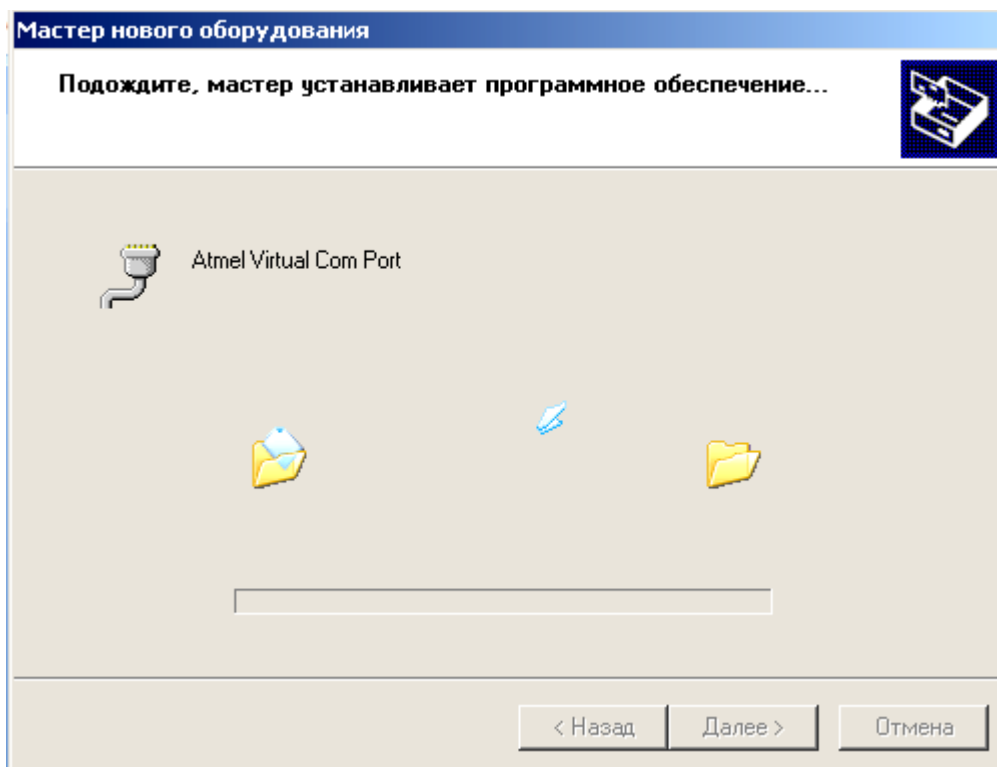 Мастер нового оборудования
Подождите, мастер устанавливает программное обеспечение...
Atmel Virtual Com Port
< Назад
Далее >
Отмена